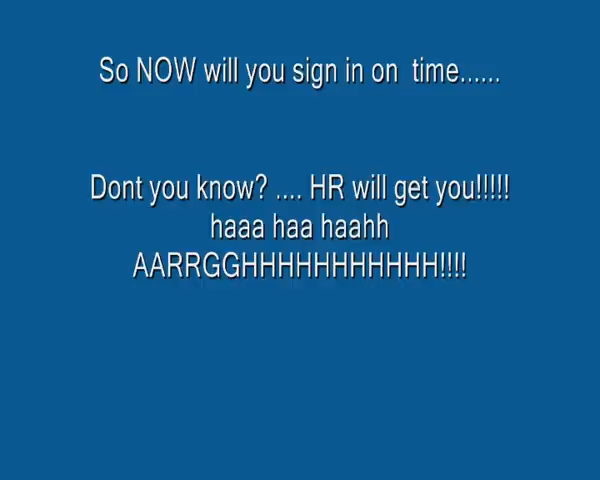 So NOW will you sign in on  time......
Dont you know? .... HR will get you!!!!!
haaa haa haahh
AARRGGHHHHHHHHHHH!!!!